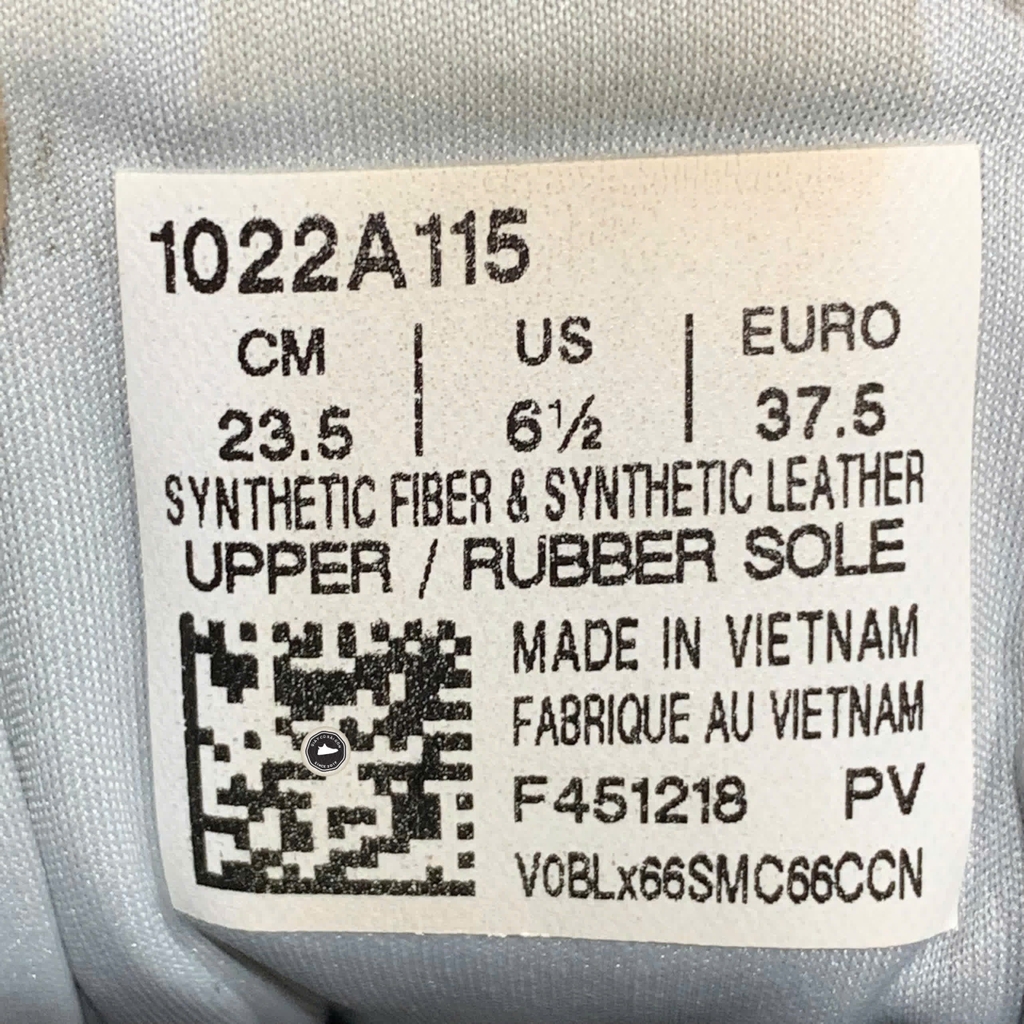 1022A115
CM | US | EURO
23.5 | 6½ | 37.5
SYNTHETIC FIBER & SYNTHETIC LEATHER
UPPER / RUBBER SOLE
MADE IN VIETNAM
FABRIQUE AU VIETNAM
F451218 PV
V0BLx66SMC66CCN